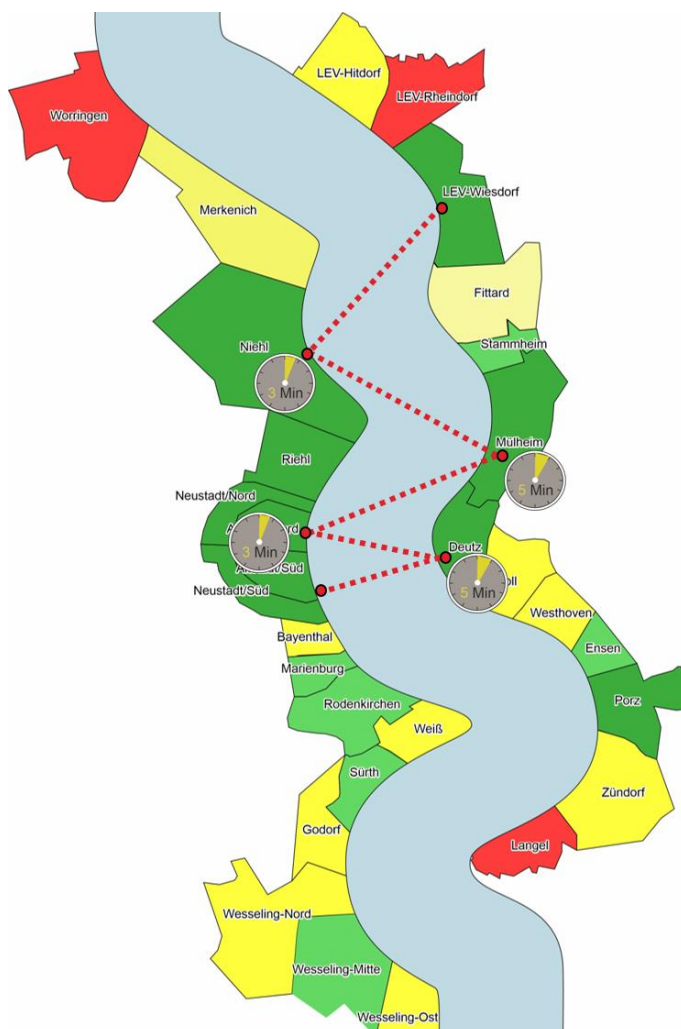 LEV-Hitdorf
LEV-Rheindorf
Worringen
LEV-Wiesdorf
Merkenich
Fittard
Stammheim
Niehl
3 Min
Mülheim
Riehl
5 Min
Neustadt/Nord
3 Min
Deutz
5 Min
Neustadt/Süd
Westhoven
Bayenthal
Ensen
Marienburg
Rodenkirchen
Porz
Weiß
Sürth
Zündorf
Godorf
Langel
Wesseling-Nord
Wesseling-Mitte
Wesseling-Ost